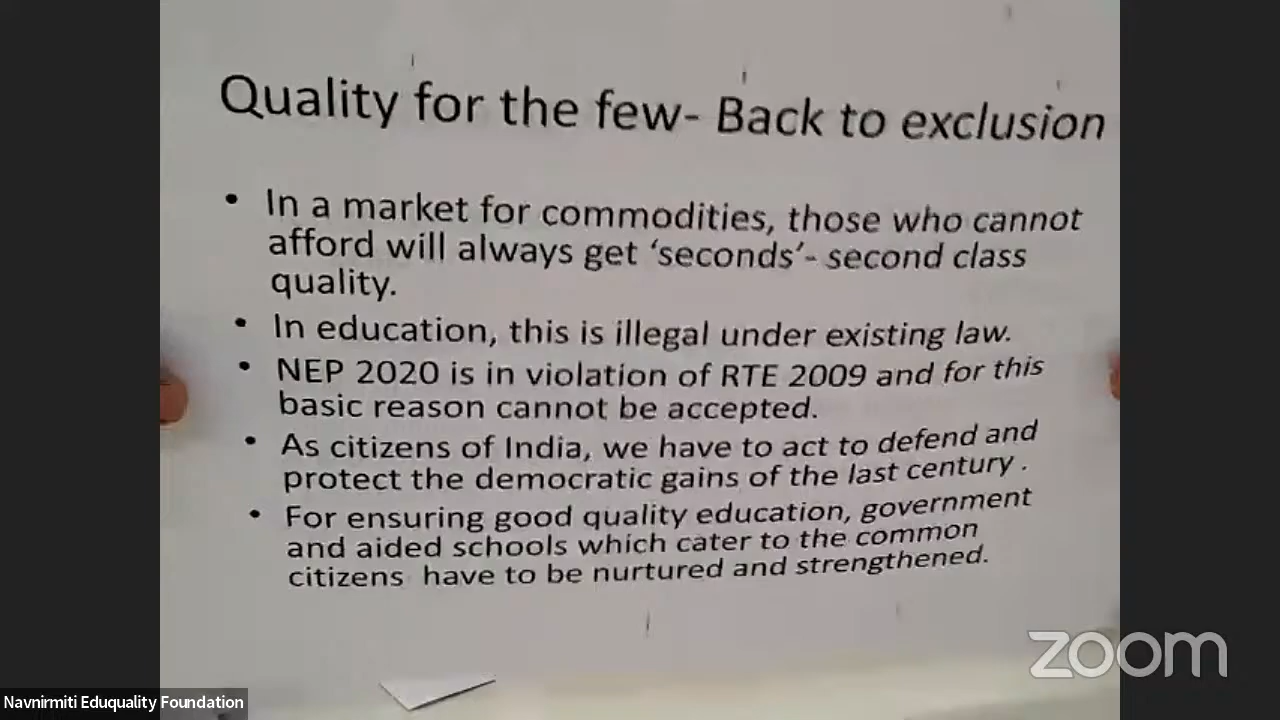 Quality for the few- Back to exclusion
• In a market for commodities, those who cannot
afford will always get ‘seconds’- second class
quality.
• In education, this is illegal under existing law.
• NEP 2020 is in violation of RTE 2009 and for this
basic reason cannot be accepted.
• As citizens of India, we have to act to defend and
protect the democratic gains of the last century .
• For ensuring good quality education, government
and aided schools which cater to the common
citizens have to be nurtured and strengthened.
zoom
Navnirmiti Eduquality Foundation